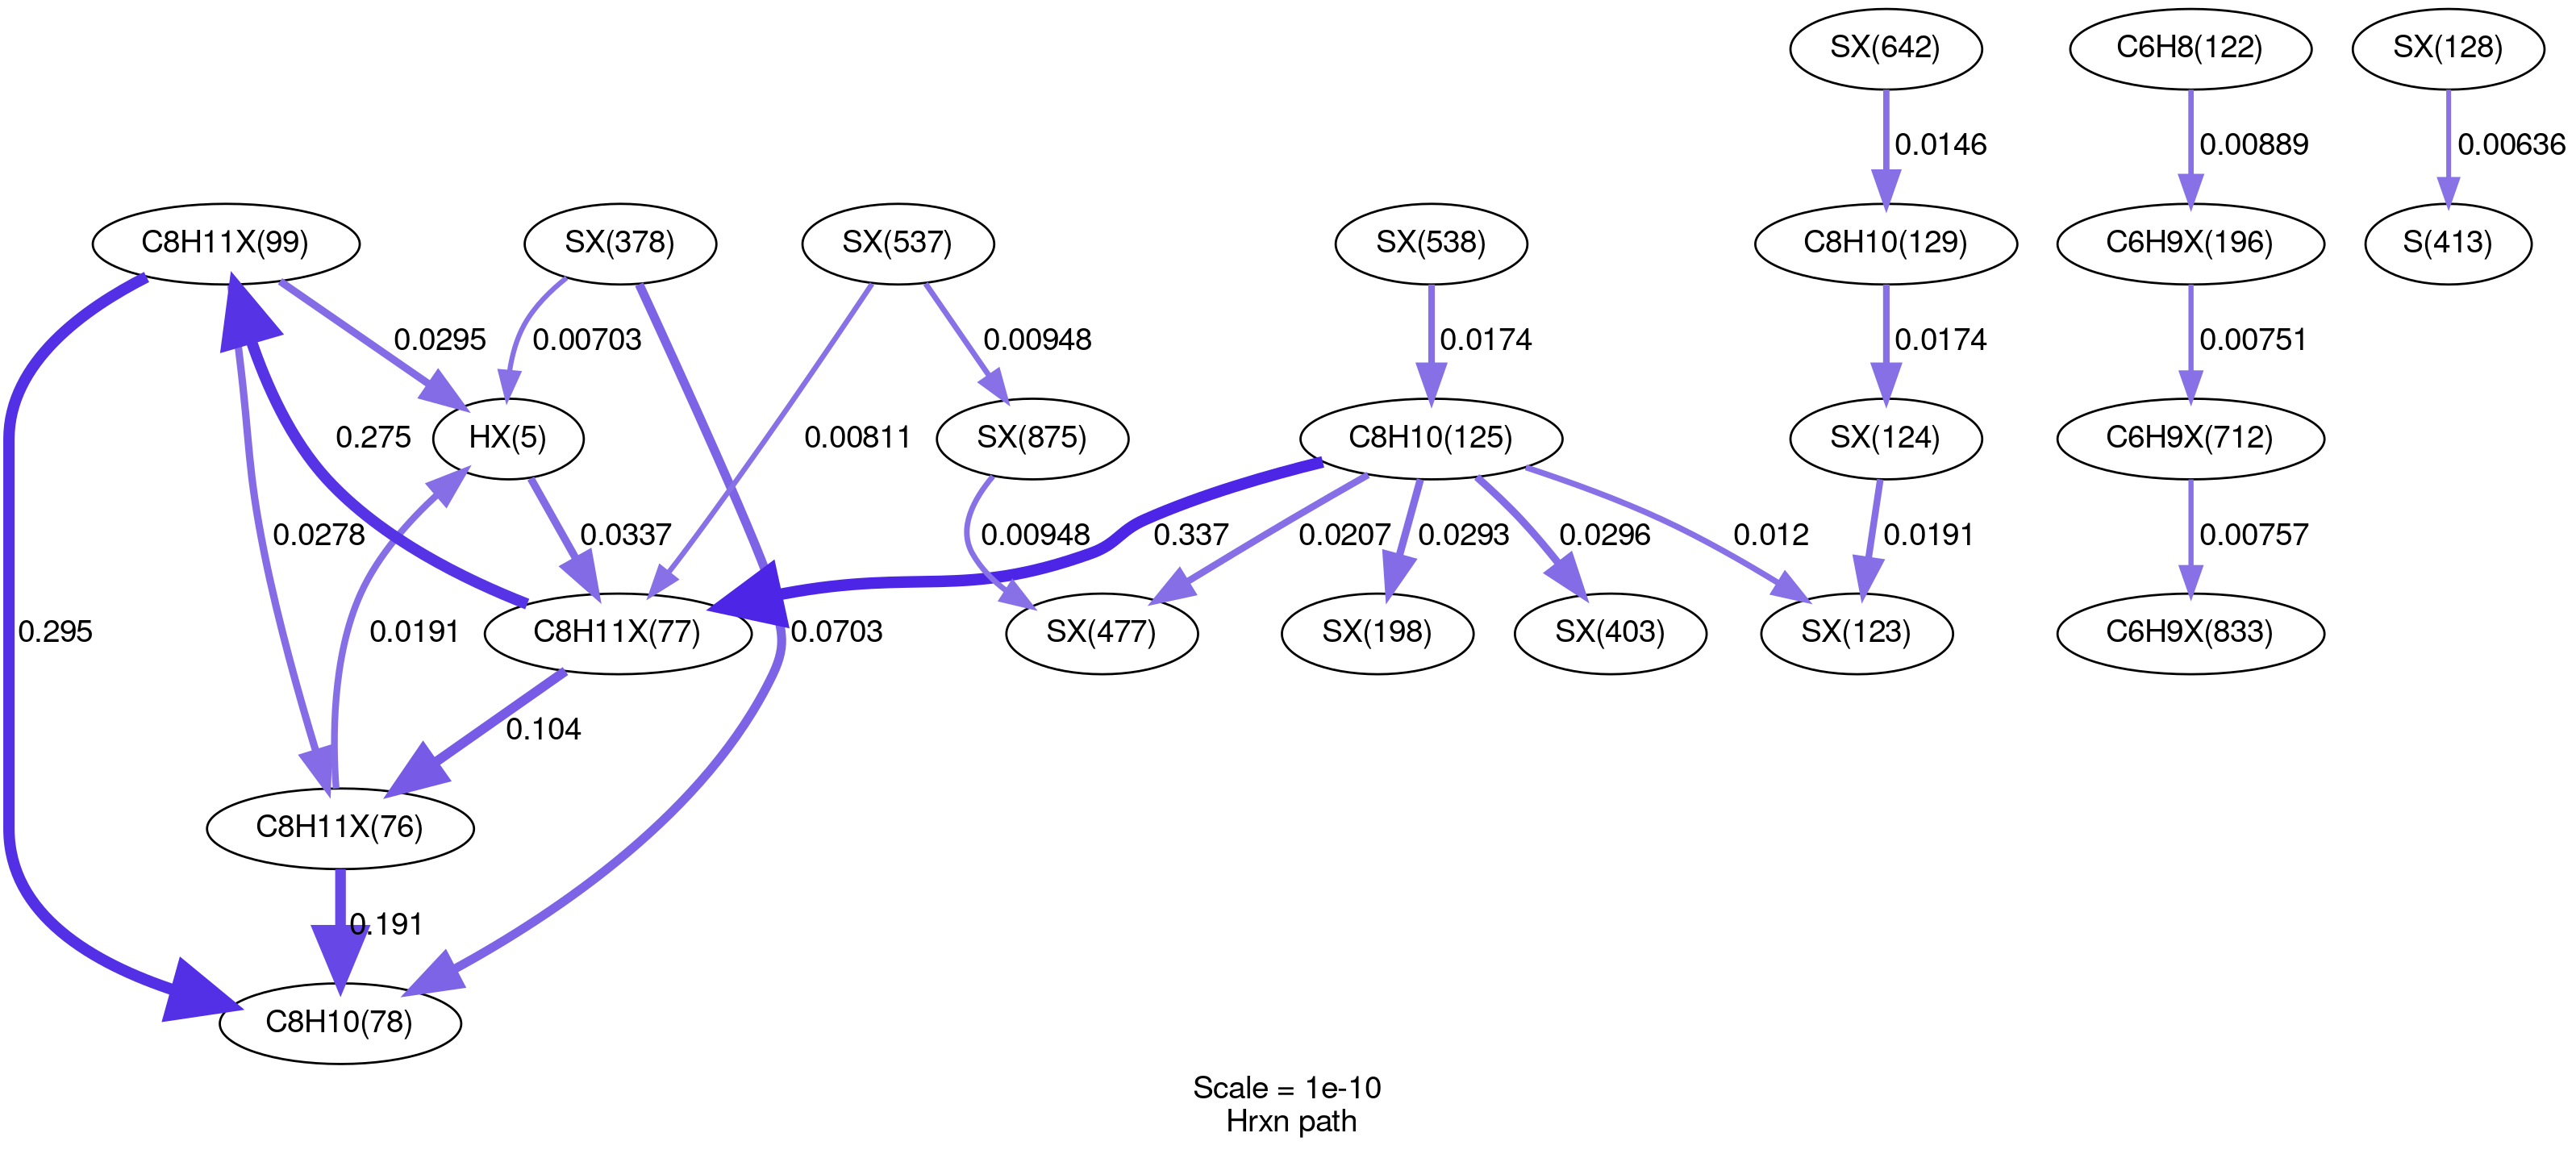 SX(642)
C6H8(122)
SX(128)
0.0146
0.00889
0.00636
C8H11X(99)
SX(378)
SX(537)
SX(538)
C8H10(129)
C6H9X(196)
S(413)
0.0295
0.00703
0.00948
0.0174
0.0174
0.00751
0.275
HX(5)
0.00811
SX(875)
C8H10(125)
SX(124)
C6H9X(712)
0.0278
0.0337
0.00948
0.337
0.0207
0.0293
0.0296
0.012
0.0191
0.00757
0.295
0.0191
C8H11X(77)
0.0703
SX(477)
SX(198)
SX(403)
SX(123)
C6H9X(833)
0.104
C8H11X(76)
0.191
C8H10(78)
Scale = 1e-10
Hrxn path